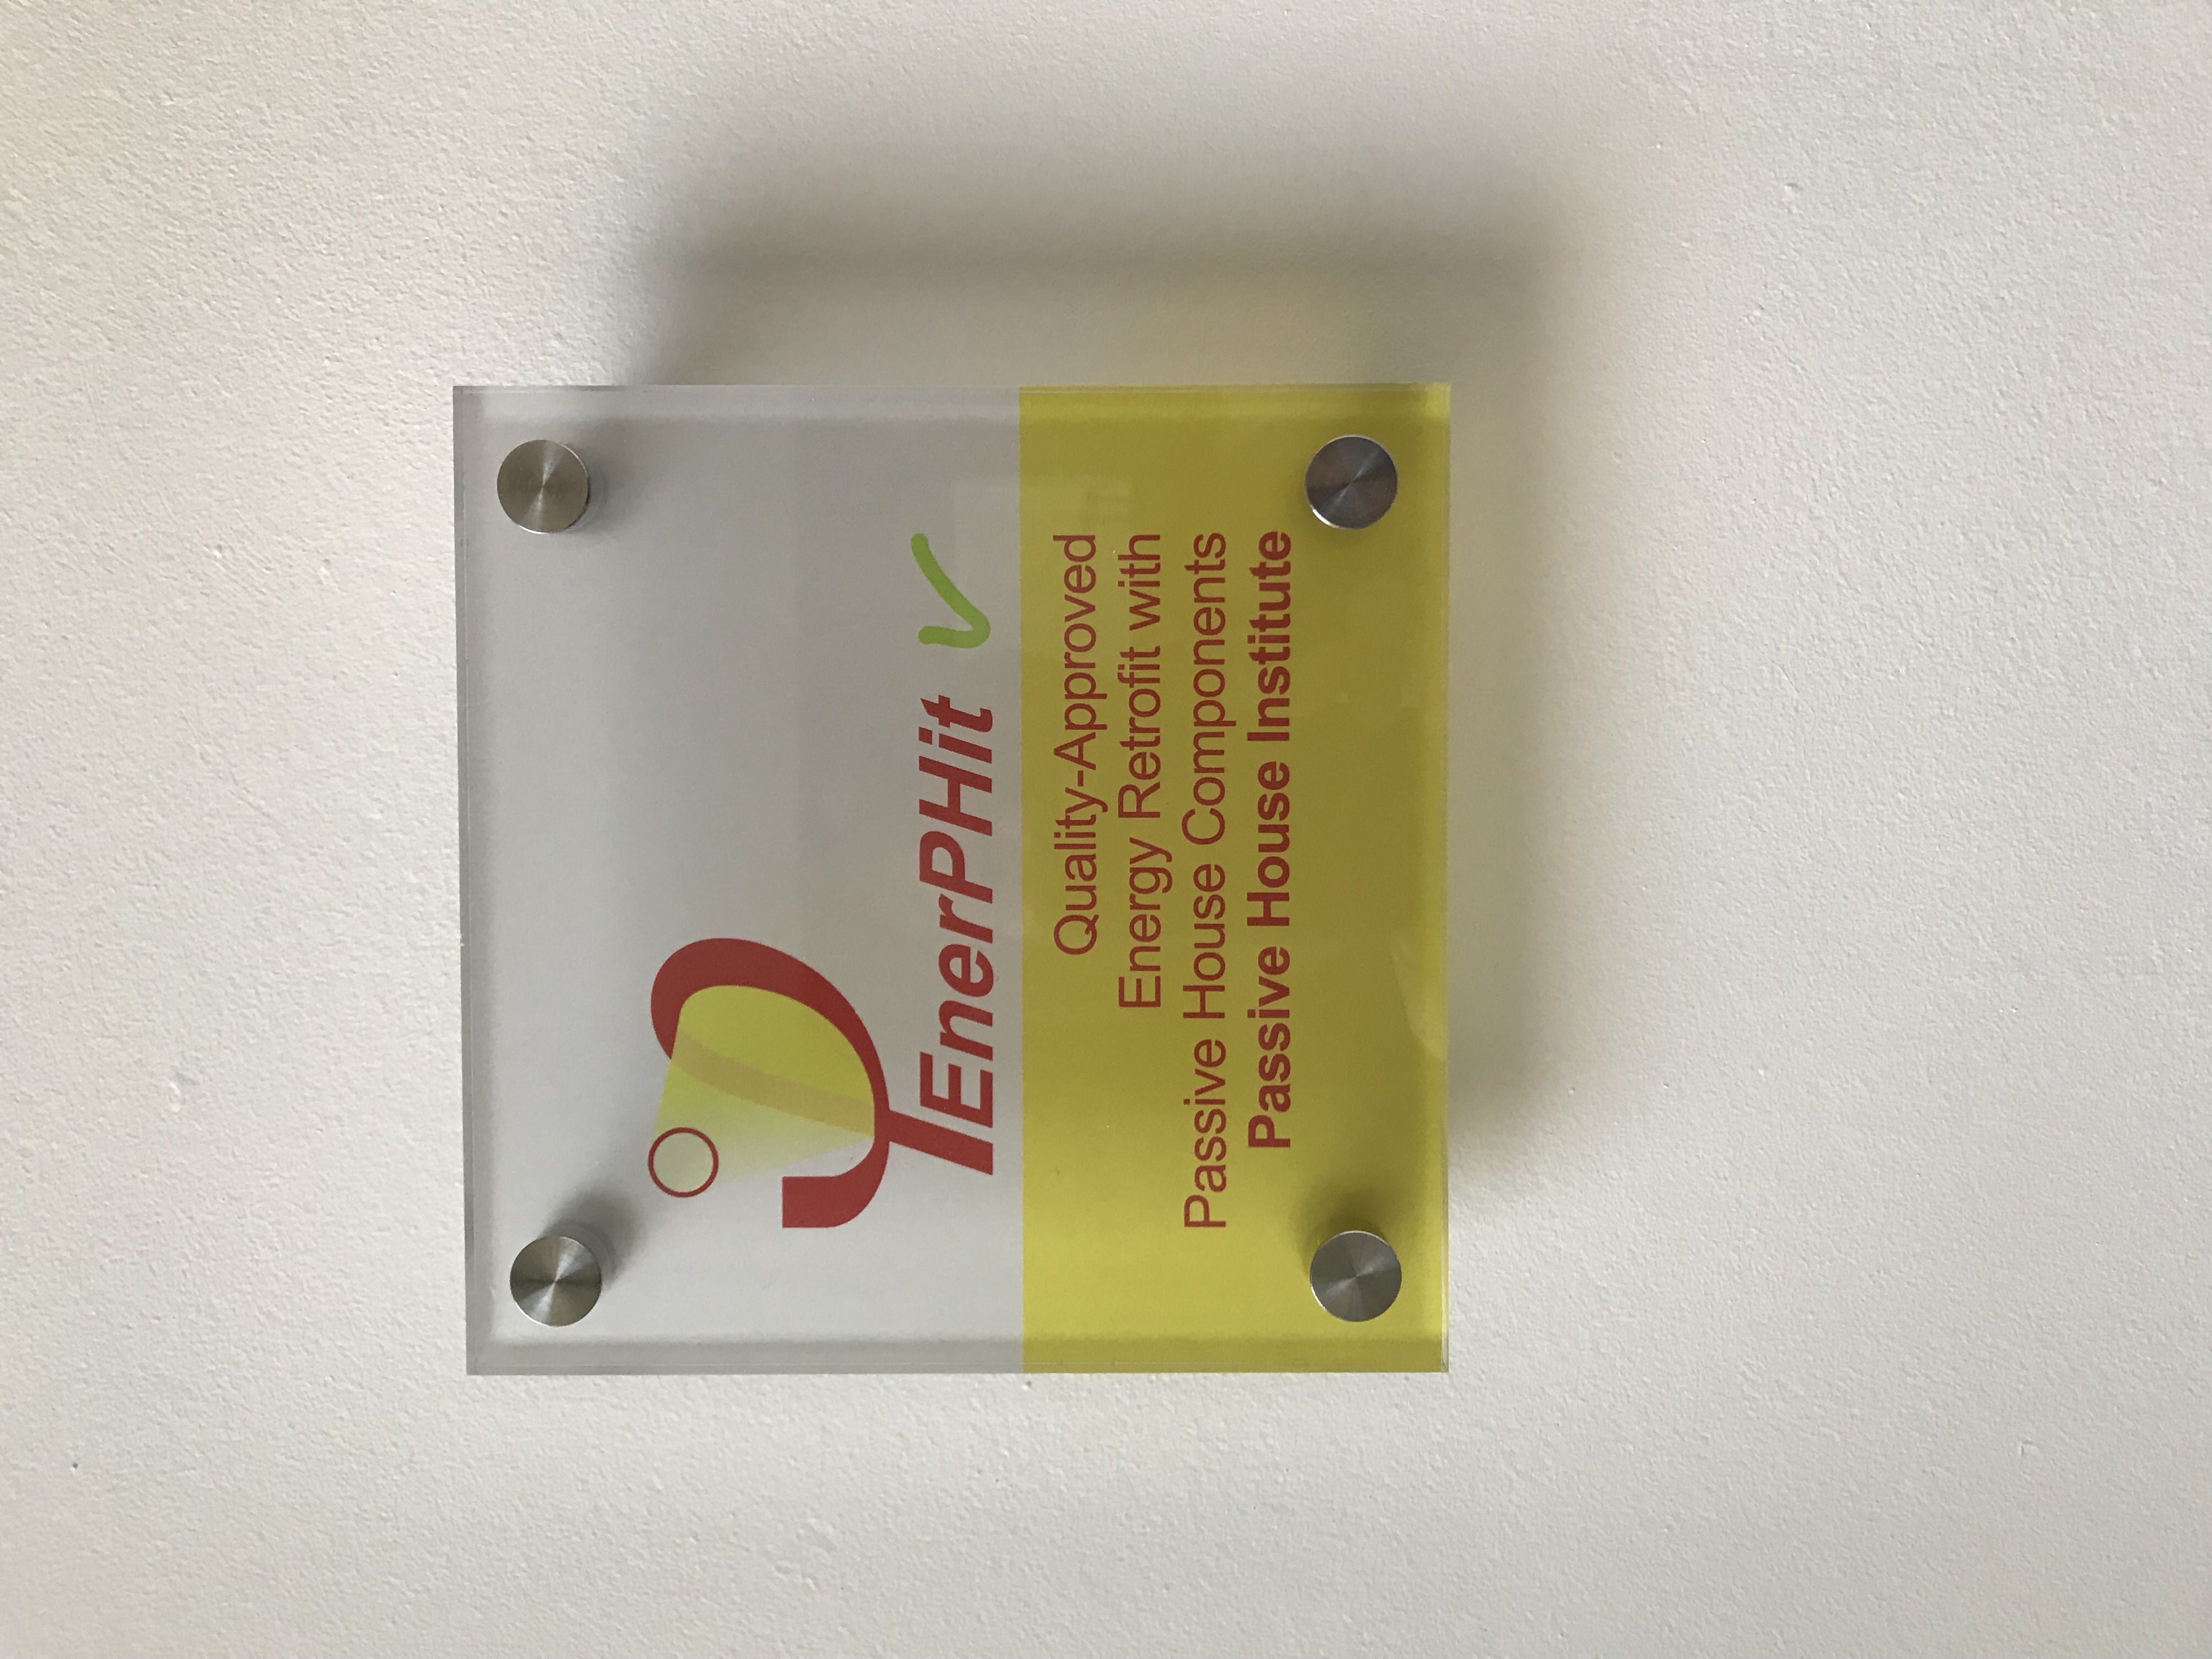 EnerPHit
Quality-Approved
Energy Retrofit with
Passive House Components
Passive House Institute